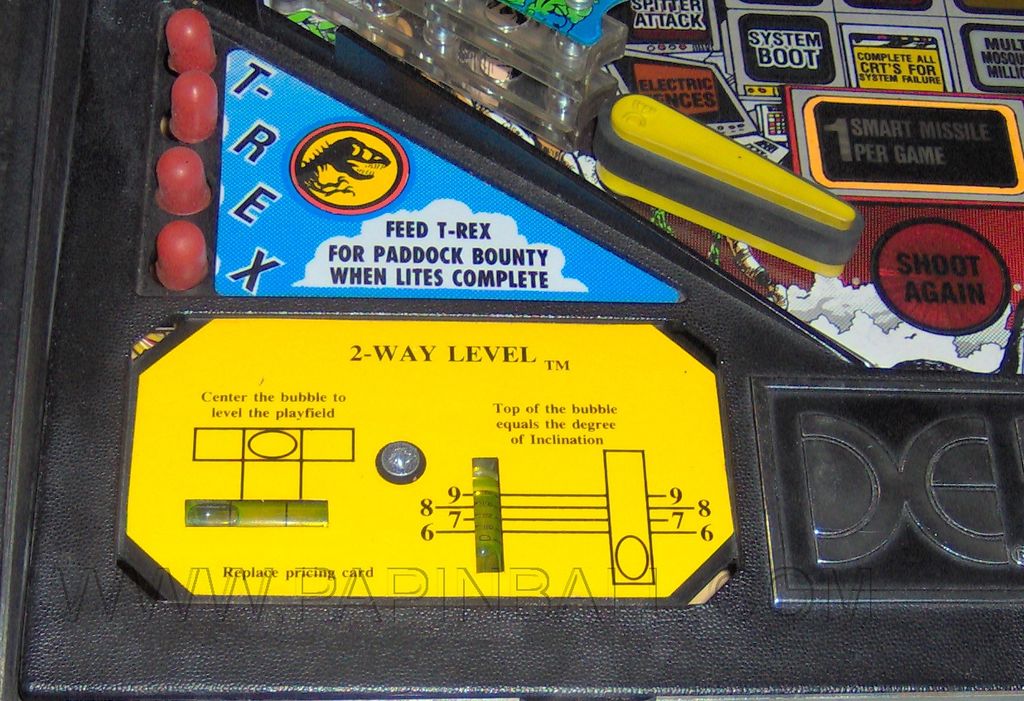 SPITTER
ATTACK
SYSTEM
BOOT
COMPLETE ALL
CRT'S FOR
SYSTEM FAILURE
ELECTRIC
1 SMART MISSILE
PER GAME
T-REX
FEED T-REX
FOR PADDOCK BOUNTY
WHEN LITES COMPLETE
SHOOT
AGAIN
2-WAY LEVEL TM
Center the bubble to
level the playfield
Top of the bubble
equals the degree
of Inclination
9 9
8 8
7 7
6 6
Replace pricing card
WWW.PAPINBALL.COM